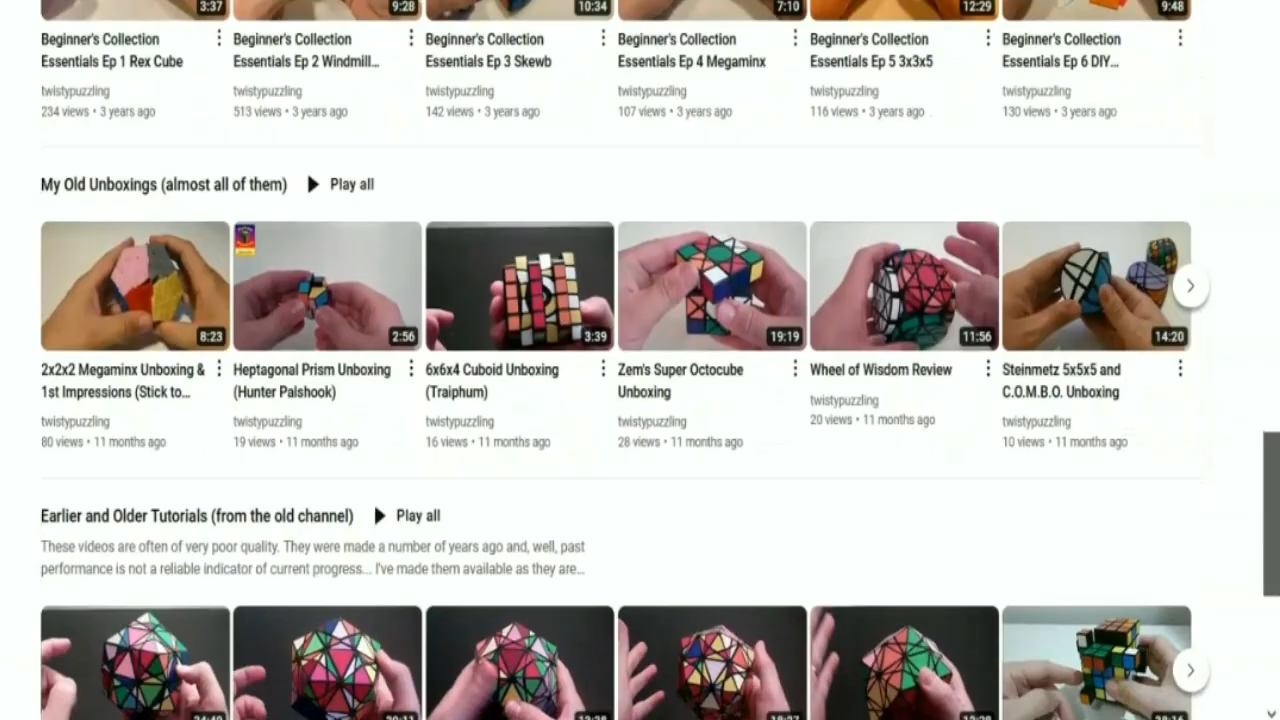 3:37
9:28
10:34
7:10
12:29
9:48
Beginner's Collection
Essentials Ep 1 Rex Cube
twistypuzzling
234 views • 3 years ago
Beginner's Collection
Essentials Ep 2 Windmill...
twistypuzzling
513 views • 3 years ago
Beginner's Collection
Essentials Ep 3 Skewb
twistypuzzling
142 views • 3 years ago
Beginner's Collection
Essentials Ep 4 Megaminx
twistypuzzling
107 views • 3 years ago
Beginner's Collection
Essentials Ep 5 3x3x5
twistypuzzling
116 views • 3 years ago
Beginner's Collection
Essentials Ep 6 DIY...
twistypuzzling
130 views • 3 years ago
My Old Unboxings (almost all of them)
Play all
8:23
2:56
3:39
19:19
11:56
14:20
2x2x2 Megaminx Unboxing &
1st Impressions (Stick to...
twistypuzzling
80 views • 11 months ago
Heptagonal Prism Unboxing
(Hunter Palshook)
twistypuzzling
19 views • 11 months ago
6x6x4 Cuboid Unboxing
(Traiphum)
twistypuzzling
16 views • 11 months ago
Zem's Super Octocube
Unboxing
twistypuzzling
28 views • 11 months ago
Wheel of Wisdom Review
twistypuzzling
20 views • 11 months ago
Steinmetz 5x5x5 and
C.O.M.B.O. Unboxing
twistypuzzling
10 views • 11 months ago
Earlier and Older Tutorials (from the old channel)
Play all
These videos are often of very poor quality. They were made a number of years ago and, well, past
performance is not a reliable indicator of current progress... I've made them available as they are...